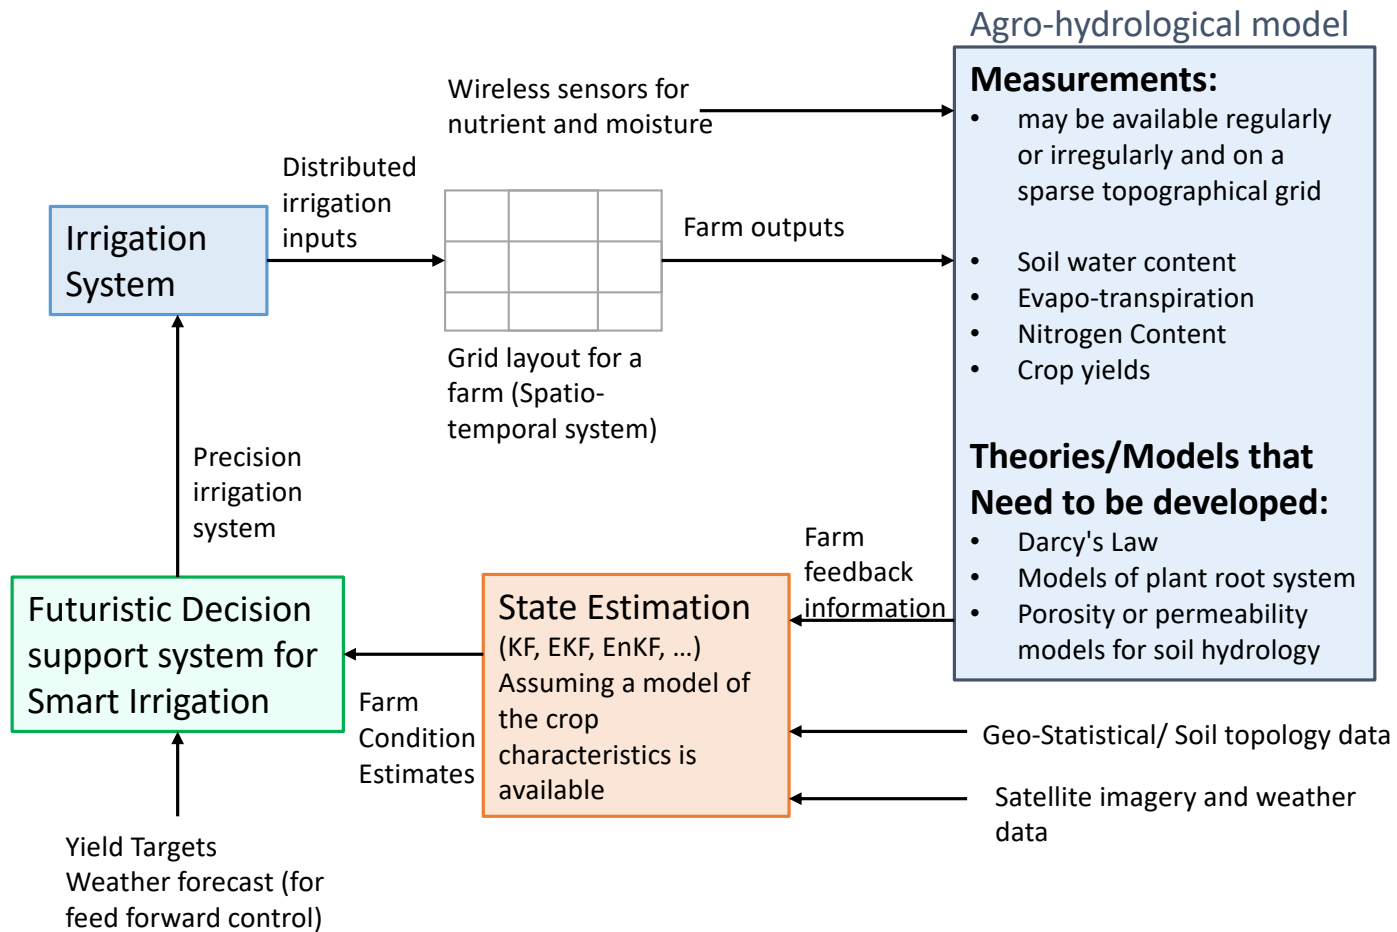 Agro-hydrological model
Measurements:
• may be available regularly
or irregularly and on a
sparse topographical grid
• Soil water content
• Evapo-transpiration
• Nitrogen Content
• Crop yields
Theories/Models that
Need to be developed:
• Darcy's Law
• Models of plant root system
• Porosity or permeability
models for soil hydrology
Wireless sensors for
nutrient and moisture
Distributed
irrigation
inputs
Irrigation
System
Farm outputs
Grid layout for a
farm (Spatio-
temporal system)
Precision
irrigation
system
Farm
feedback
information
State Estimation
(KF, EKF, EnKF, ...)
Assuming a model of
the crop
characteristics is
available
Futuristic Decision
support system for
Smart Irrigation
Farm
Condition
Estimates
Geo-Statistical/ Soil topology data
Satellite imagery and weather
data
Yield Targets
Weather forecast (for
feed forward control)